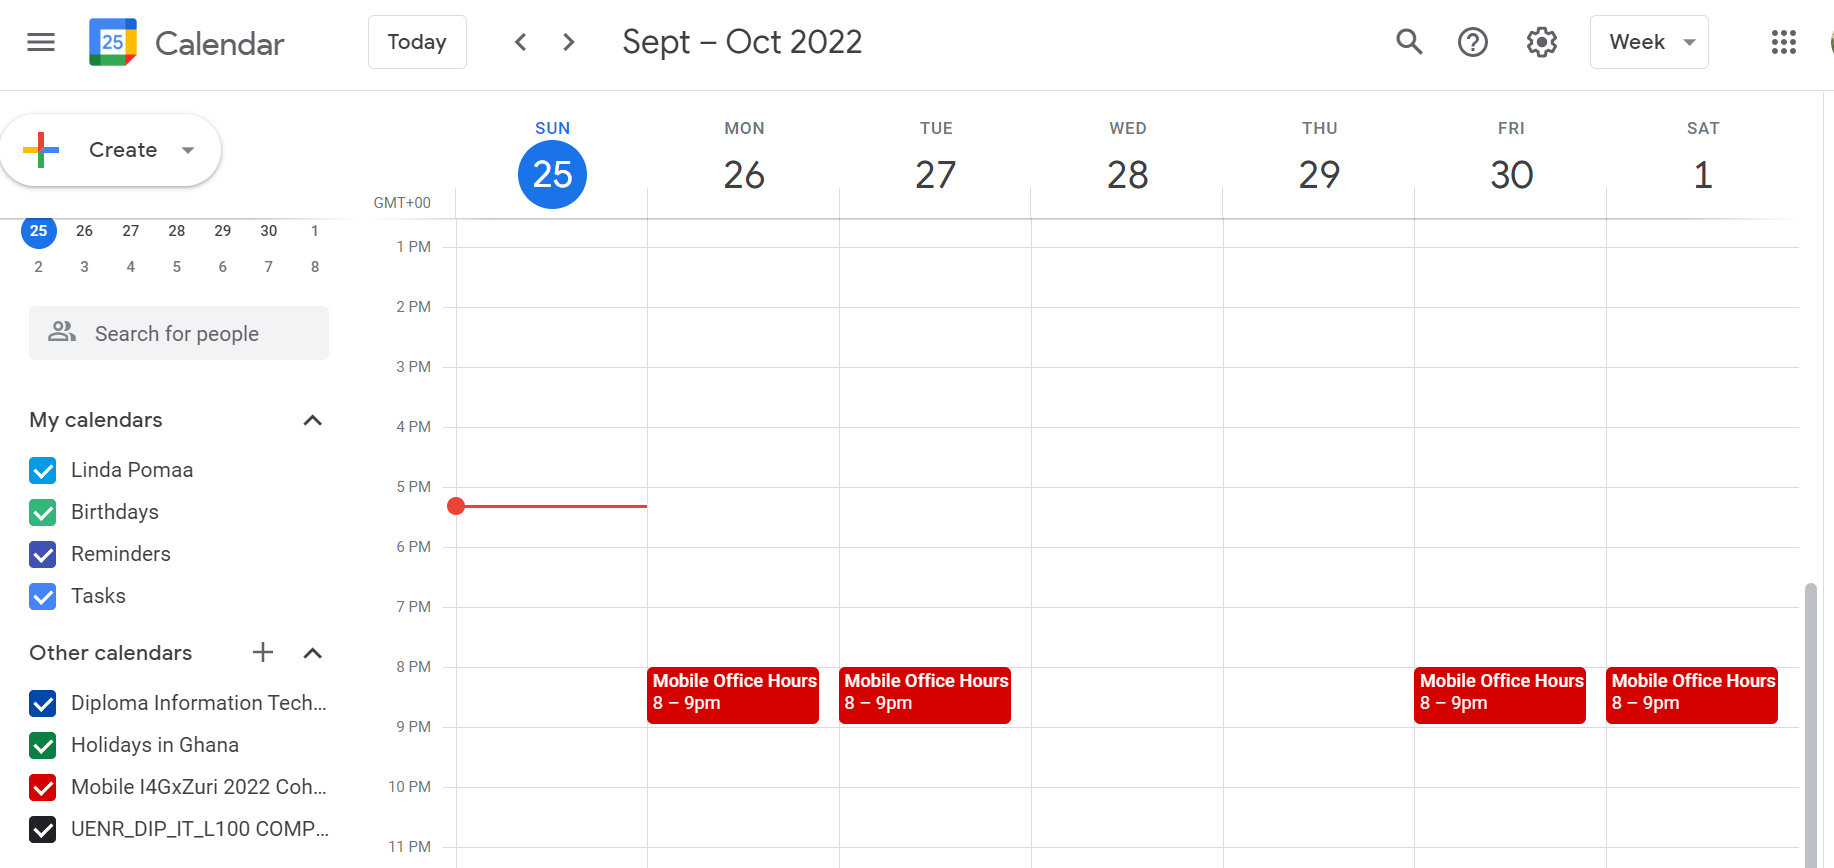 25 Calendar Today Sept – Oct 2022 Week
Create
SUN MON TUE WED THU FRI SAT
25 26 27 28 29 30 1
GMT+00
25 26 27 28 29 30 1
2 3 4 5 6 7 8
Search for people
My calendars
Linda Pomaa
Birthdays
Reminders
Tasks
Other calendars
Diploma Information Tech...
Holidays in Ghana
Mobile I4GxZuri 2022 Coh...
UENR_DIP_IT_L100 COMP...
1 PM
2 PM
3 PM
4 PM
5 PM
6 PM
7 PM
8 PM
Mobile Office Hours Mobile Office Hours Mobile Office Hours Mobile Office Hours
8 – 9pm 8 – 9pm 8 – 9pm 8 – 9pm
9 PM
10 PM
11 PM